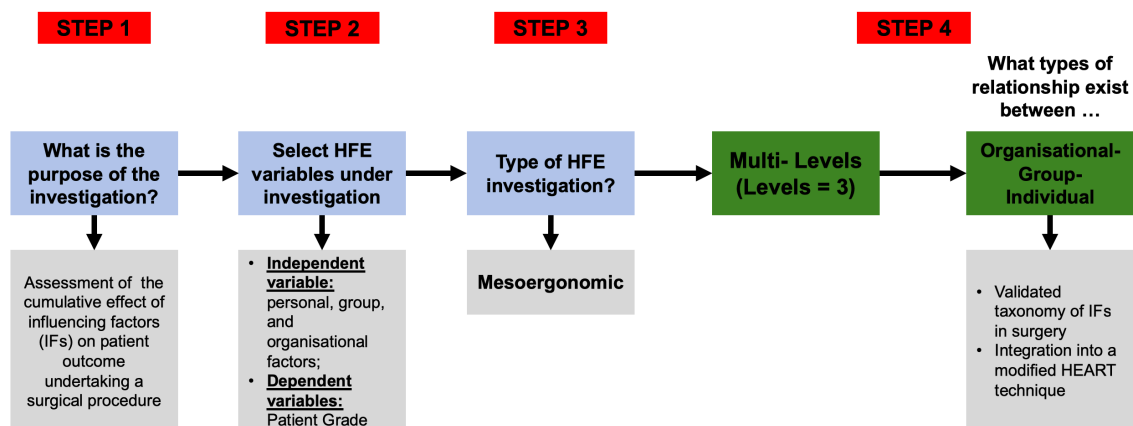 STEP 1
STEP 2
STEP 3
STEP 4
What types of
relationship exist
between …
What is the
purpose of the
investigation?
Select HFE
variables under
investigation
Type of HFE
investigation?
Multi- Levels
(Levels = 3)
Organisational-
Group-
Individual
Assessment of the
cumulative effect of
influencing factors
(IFs) on patient
outcome
undertaking a
surgical procedure
• Independent
variable:
personal, group,
and
organisational
factors;
• Dependent
variables:
Patient Grade
Mesoergonomic
• Validated
taxonomy of IFs
in surgery
• Integration into a
modified HEART
technique